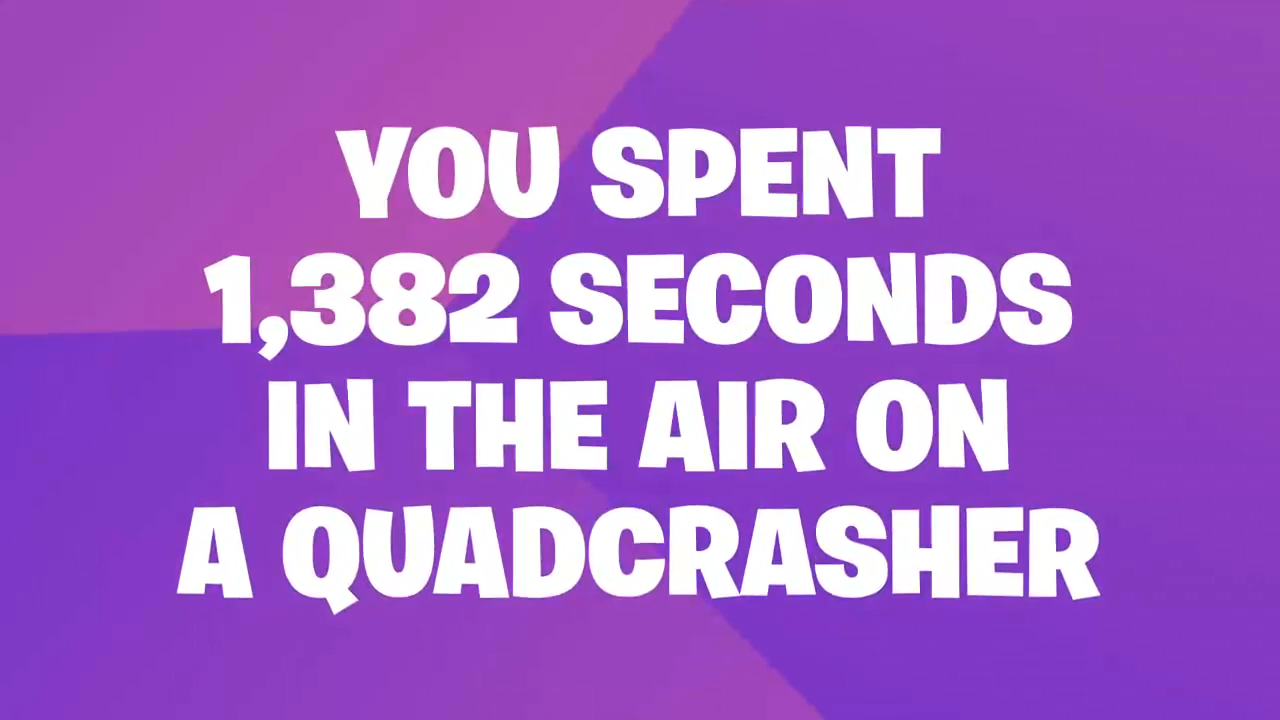 YOU SPENT
1,382 SECONDS
IN THE AIR ON
A QUADCRASHER